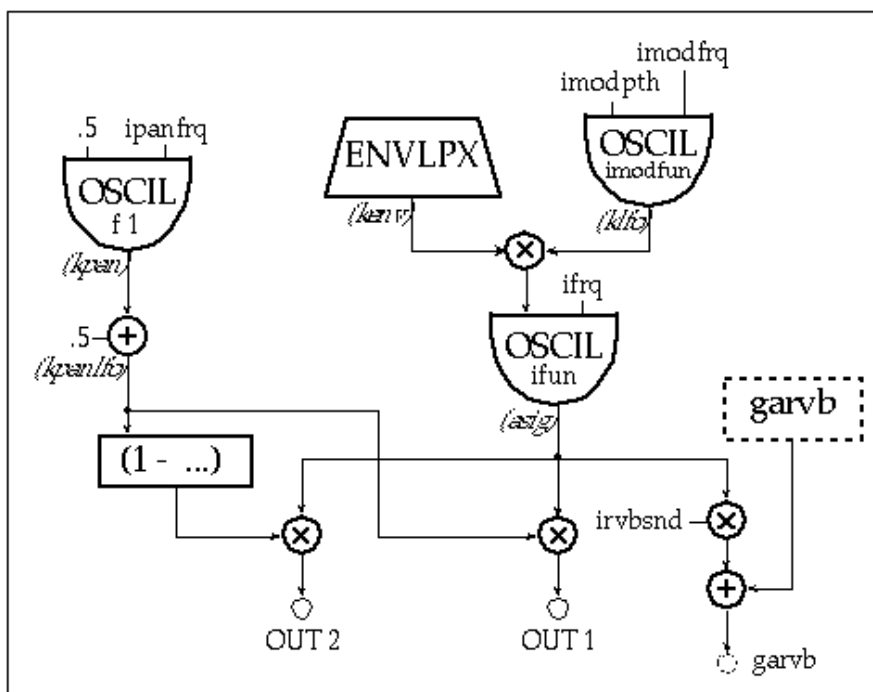 imodfrq
imodpth
.5 ipanfrq
ENVLPX
OSCIL
imodfun
OSCIL
f 1
(kenv)
(klfo)
(kpan)
×
ifrq
.5
+
OSCIL
ifun
(kpanlfo)
garvb
(asig)
(1 - ...)
×
×
irvbsnd
×
+
OUT 2
OUT 1
garvb